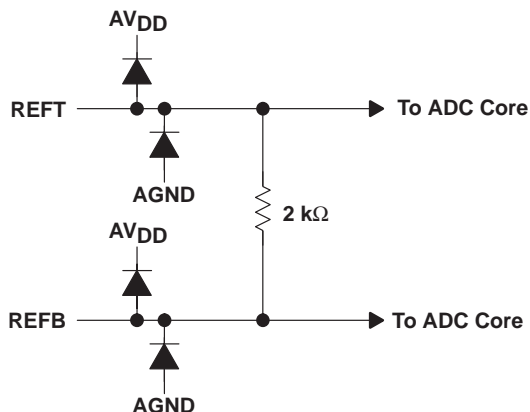 AVDD
REFT
To ADC Core
AGND
2 kΩ
AVDD
REFB
To ADC Core
AGND